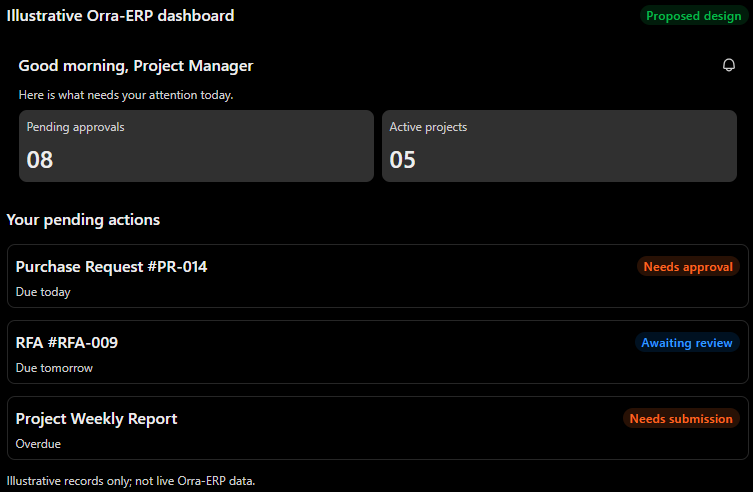 Illustrative Orra-ERP dashboard
Proposed design
Good morning, Project Manager
Here is what needs your attention today.
Pending approvals
Active projects
08
05
Your pending actions
Purchase Request #PR-014
Needs approval
Due today
RFA #RFA-009
Awaiting review
Due tomorrow
Project Weekly Report
Needs submission
Overdue
Illustrative records only; not live Orra-ERP data.